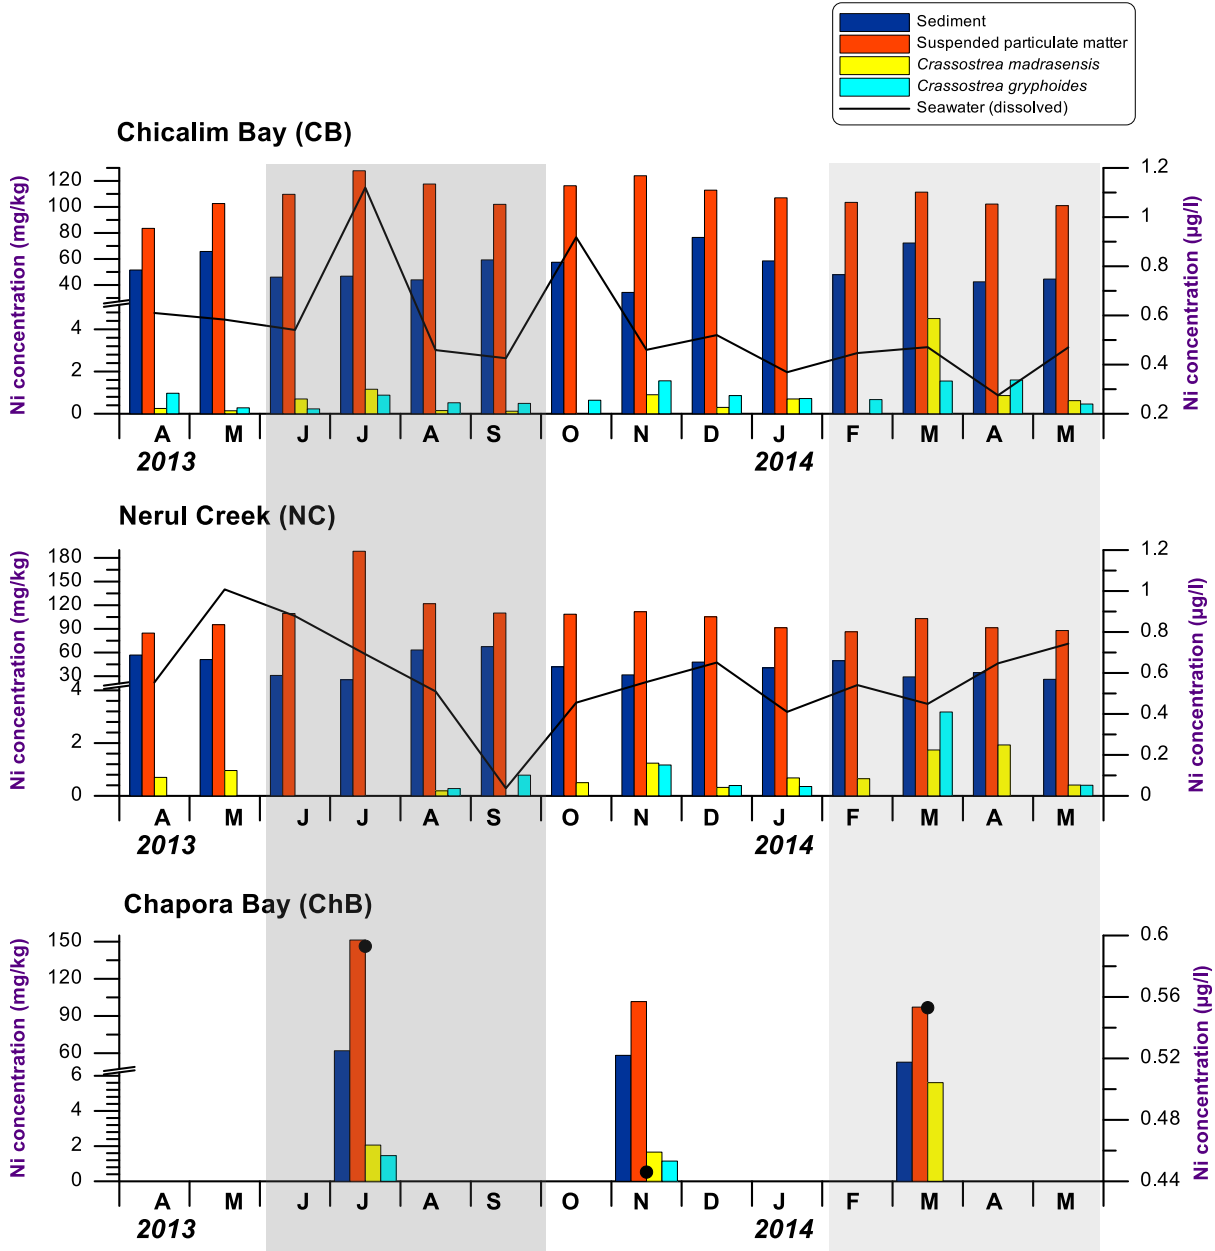 Sediment
Suspended particulate matter
Crassostrea madrasensis
Crassostrea gryphoides
Seawater (dissolved)
Chicalim Bay (CB)
Ni concentration (mg/kg)
120
100
80
60
40
4
2
0
1.2
1
0.8
0.6
0.4
0.2
Ni concentration (µg/l)
A M J J A S O N D J F M A M
2013 2014
Nerul Creek (NC)
Ni concentration (mg/kg)
180
150
120
90
60
30
4
2
0
1.2
1
0.8
0.6
0.4
0.2
0
Ni concentration (µg/l)
A M J J A S O N D J F M A M
2013 2014
Chapora Bay (ChB)
Ni concentration (mg/kg)
150
120
90
60
6
4
2
0
0.6
0.56
0.52
0.48
0.44
Ni concentration (µg/l)
A M J J A S O N D J F M A M
2013 2014